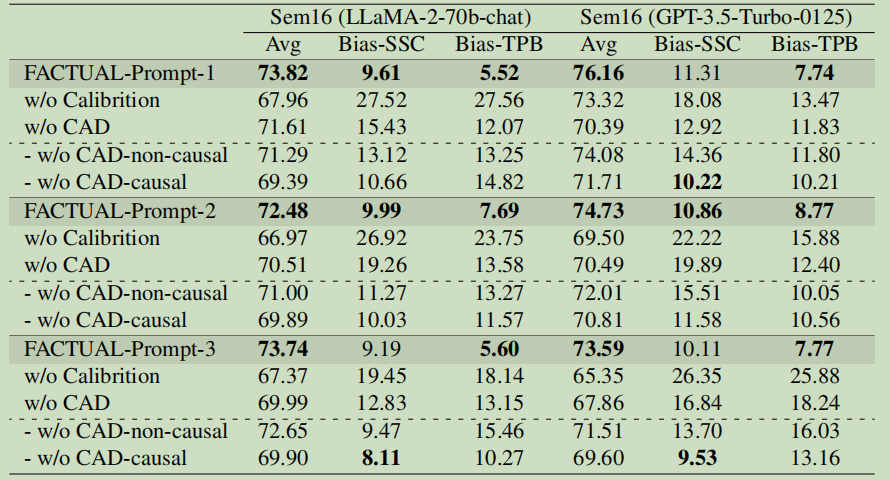 Sem16 (LLaMA-2-70b-chat) Sem16 (GPT-3.5-Turbo-0125)
Avg Bias-SSC Bias-TPB Avg Bias-SSC Bias-TPB
FACTUAL-Prompt-1 73.82 9.61 5.52 76.16 11.31 7.74
w/o Calibrition 67.96 27.52 27.56 73.32 18.08 13.47
w/o CAD 71.61 15.43 12.07 70.39 12.92 11.83
- w/o CAD-non-causal 71.29 13.12 13.25 74.08 14.36 11.80
- w/o CAD-causal 69.39 10.66 14.82 71.71 10.22 10.21
FACTUAL-Prompt-2 72.48 9.99 7.69 74.73 10.86 8.77
w/o Calibrition 66.97 26.92 23.75 69.50 22.22 15.88
w/o CAD 70.51 19.26 13.58 70.49 19.89 12.40
- w/o CAD-non-causal 71.00 11.27 13.27 72.01 15.51 10.05
- w/o CAD-causal 69.89 10.03 11.57 70.81 11.58 10.56
FACTUAL-Prompt-3 73.74 9.19 5.60 73.59 10.11 7.77
w/o Calibrition 67.37 19.45 18.14 65.35 26.35 25.88
w/o CAD 69.99 12.83 13.15 67.86 16.84 18.24
- w/o CAD-non-causal 72.65 9.47 15.46 71.51 13.70 16.03
- w/o CAD-causal 69.90 8.11 10.27 69.60 9.53 13.16